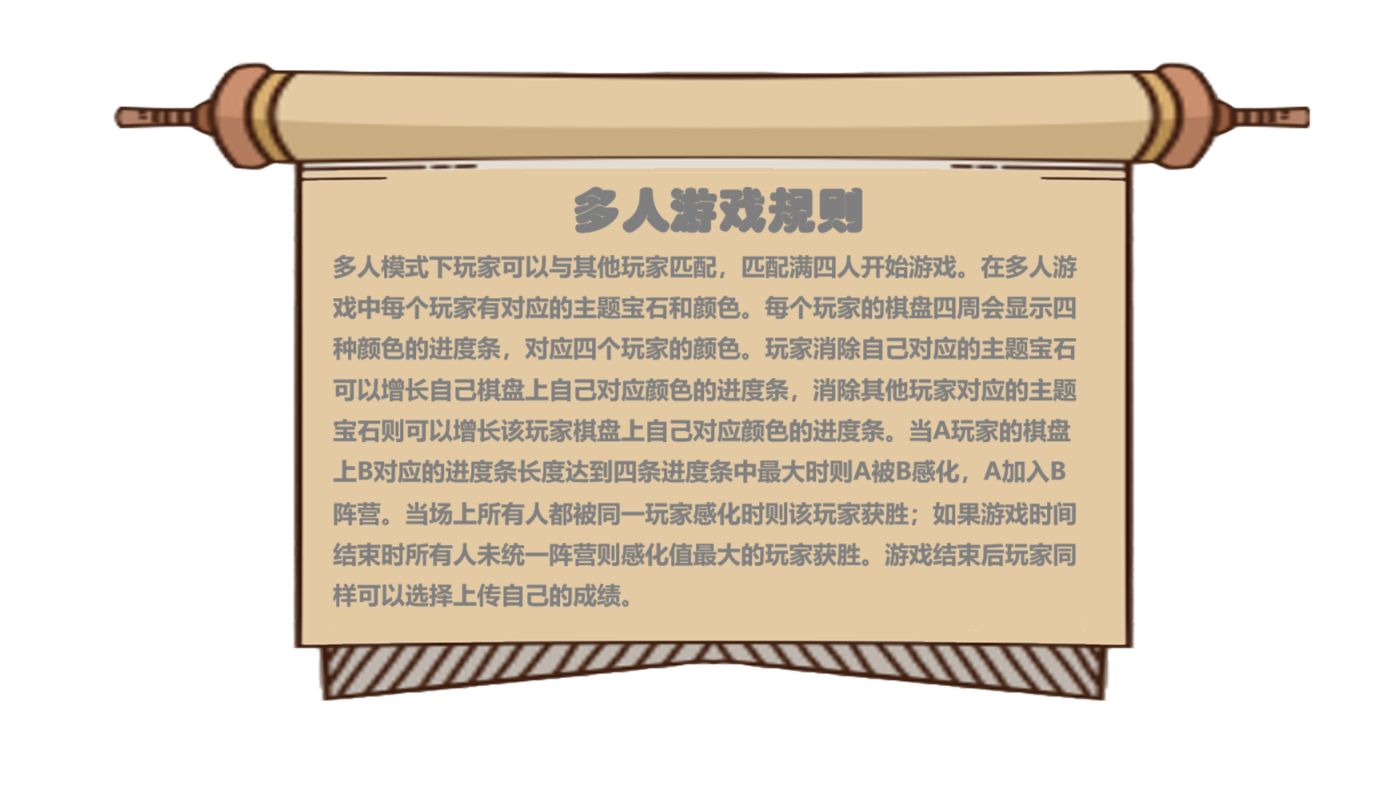 多人游戏规则
多人模式下玩家可以与其他玩家匹配，匹配满四人开始游戏。在多人游
戏中每个玩家有对应的主题宝石和颜色。每个玩家的棋盘四周会显示四
种颜色的进度条，对应四个玩家的颜色。玩家消除自己对应的主题宝石
可以增长自己棋盘上自己对应颜色的进度条，消除其他玩家对应的主题
宝石则可以增长该玩家棋盘上自己对应颜色的进度条。当A玩家的棋盘
上B对应的进度条长度达到四条进度条中最大时则A被B感化，A加入B
阵营。当场上所有人都被同一玩家感化时则该玩家获胜；如果游戏时间
结束时所有人未统一阵营则感化值最大的玩家获胜。游戏结束后玩家同
样可以选择上传自己的成绩。